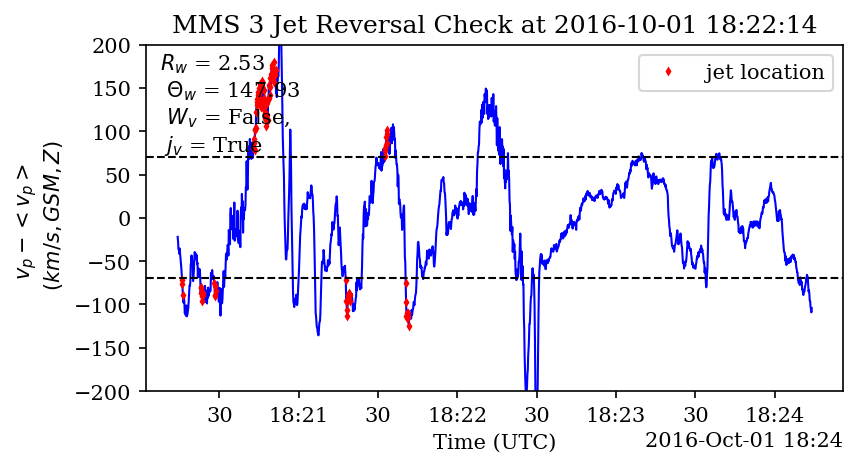 MMS 3 Jet Reversal Check at 2016-10-01 18:22:14
R_w = 2.53
Θ_w = 147.93
W_v = False,
j_v = True
jet location
200
150
100
50
0
−50
−100
−150
−200
v_p − < v_p >
(km/s, GSM, Z)
30 18:21 30 18:22 30 18:23 30 18:24
Time (UTC)
2016-Oct-01 18:24